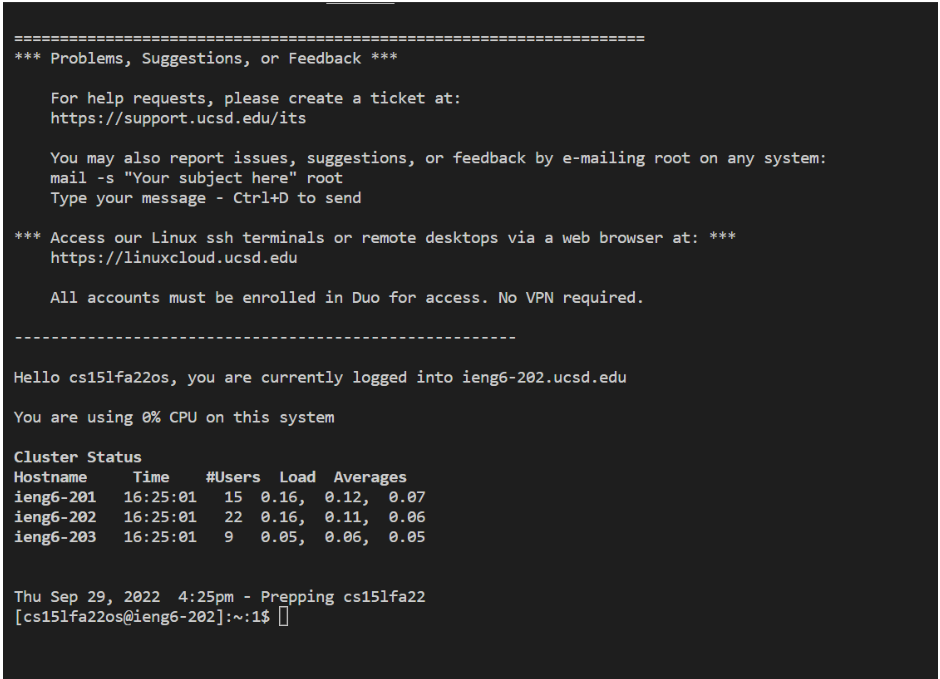 =====================================================================
*** Problems, Suggestions, or Feedback ***
For help requests, please create a ticket at:
https://support.ucsd.edu/its
You may also report issues, suggestions, or feedback by e-mailing root on any system:
mail -s "Your subject here" root
Type your message - Ctrl+D to send
*** Access our Linux ssh terminals or remote desktops via a web browser at: ***
https://linuxcloud.ucsd.edu
All accounts must be enrolled in Duo for access. No VPN required.
-------------------------------------------------------
Hello cs15lfa22os, you are currently logged into ieng6-202.ucsd.edu
You are using 0% CPU on this system
Cluster Status
Hostname     Time    #Users  Load  Averages
ieng6-201   16:25:01   15  0.16,  0.12,  0.07
ieng6-202   16:25:01   22  0.16,  0.11,  0.06
ieng6-203   16:25:01   9   0.05,  0.06,  0.05
Thu Sep 29, 2022  4:25pm - Prepping cs15lfa22
[cs15lfa22os@ieng6-202]:~:1$